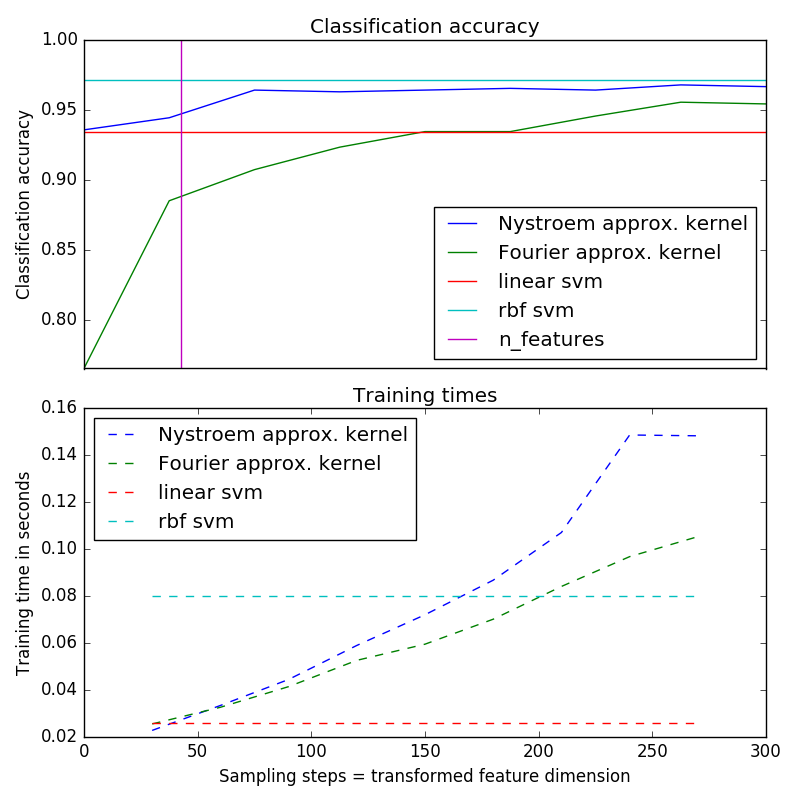 Classification accuracy
1.00
0.95
0.90
0.85
0.80
Classification accuracy
Nystroem approx. kernel
Fourier approx. kernel
linear svm
rbf svm
n_features
Training times
0.16
0.14
0.12
0.10
0.08
0.06
0.04
0.02
Training time in seconds
Nystroem approx. kernel
Fourier approx. kernel
linear svm
rbf svm
0 50 100 150 200 250 300
Sampling steps = transformed feature dimension